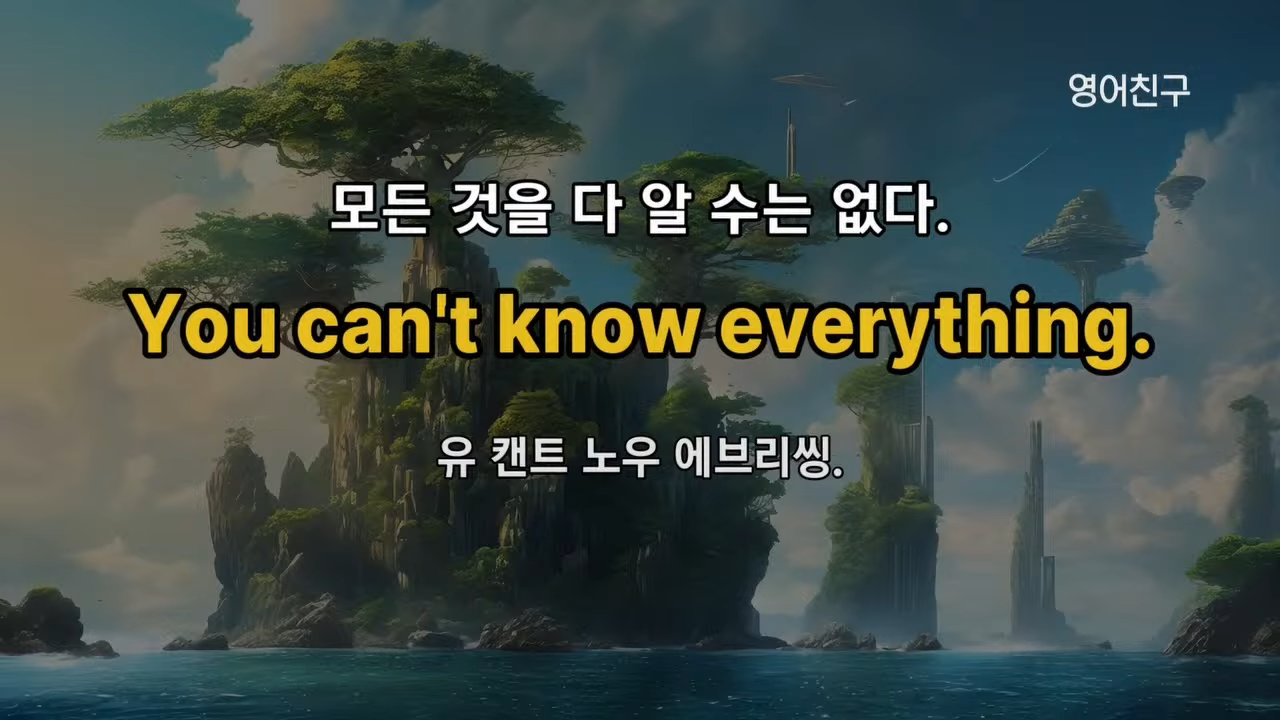 영어친구
모든 것을 다 알 수는 없다.
You can't know everything.
유 캔트 노우 에브리씽.